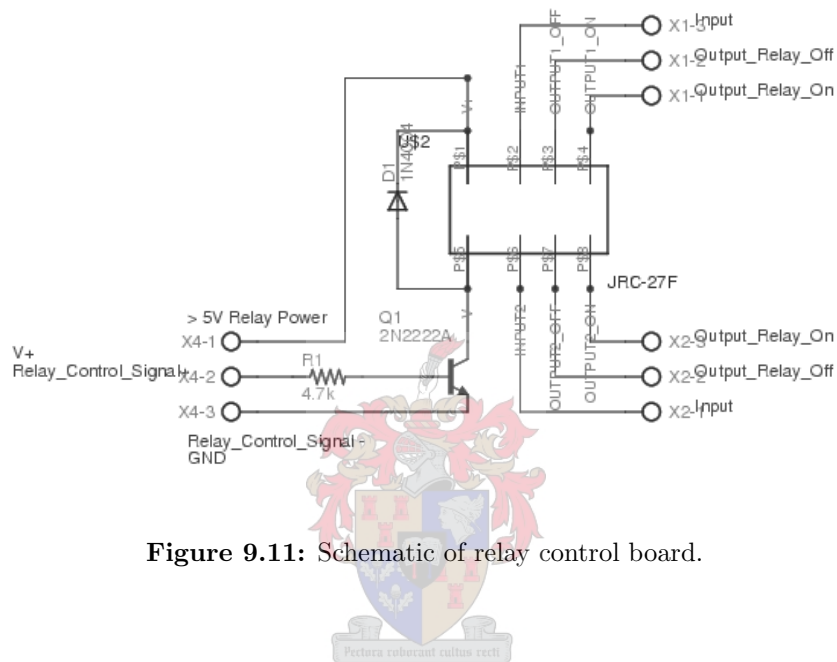 Input
X1-3
Output_Relay_Off
X1-2
Output_Relay_On
X1-1
V+
INPUT1
OUTPUT1_OFF
OUTPUT1_ON
U$2
D1
1N4004
P$1
P$2
P$3
P$4
P$5
P$6
P$7
P$8
JRC-27F
V-
INPUT2
OUTPUT2_OFF
OUTPUT2_ON
Q1
2N2222A
> 5V Relay Power
X4-1
V+
Relay_Control_Signal+
X4-2
R1
4.7k
X4-3
Relay_Control_Signal-
GND
X2-3
Output_Relay_On
X2-2
Output_Relay_Off
X2-1
Input
Figure 9.11: Schematic of relay control board.
Pectora roborant cultus recti